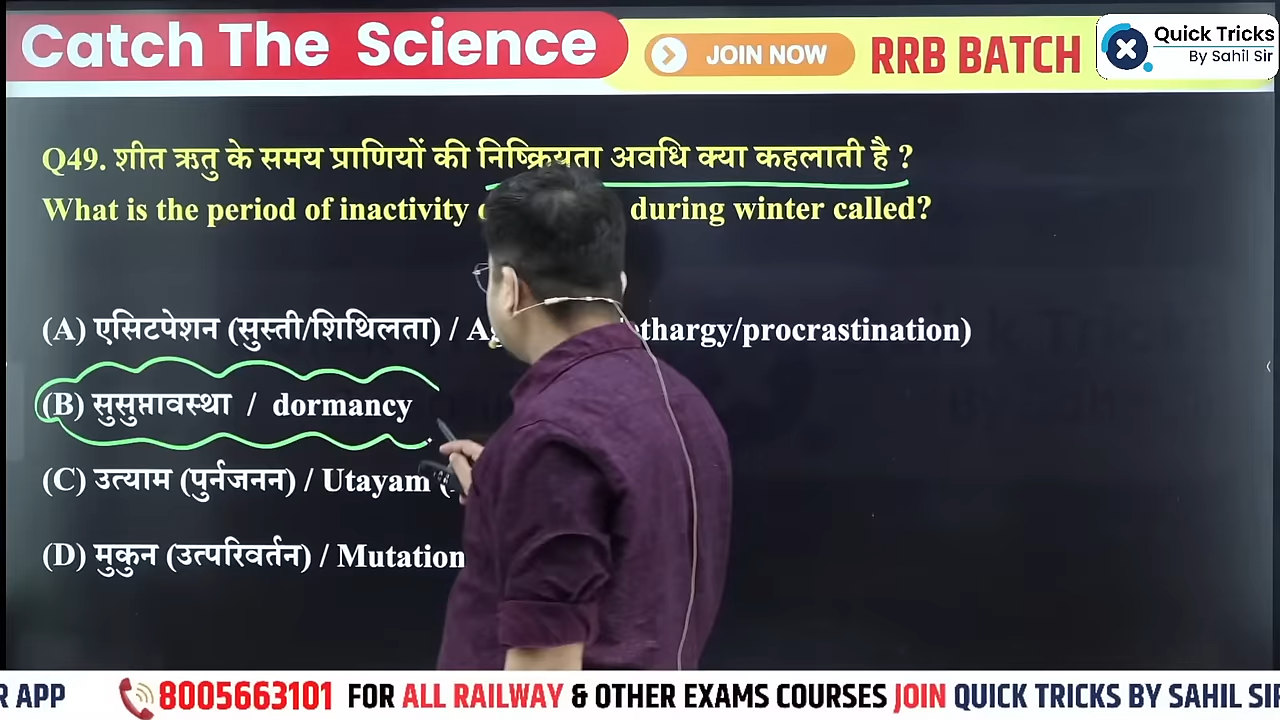 Catch The Science
JOIN NOW
RRB BATCH
Quick Tricks
By Sahil Sir
Q49. शीत ऋतु के समय प्राणियों की निष्क्रियता अवधि क्या कहलाती है ?
What is the period of inactivity during winter called?
(A) एसिटपेशन (सुस्ती/शिथिलता) / thargy/procrastination)
(B) सुसुप्तावस्था / dormancy
(C) उत्याम (पुर्नजनन) / Utayam (
(D) मुकुन (उत्परिवर्तन) / Mutation
R APP 8005663101 FOR ALL RAILWAY & OTHER EXAMS COURSES JOIN QUICK TRICKS BY SAHIL SIR